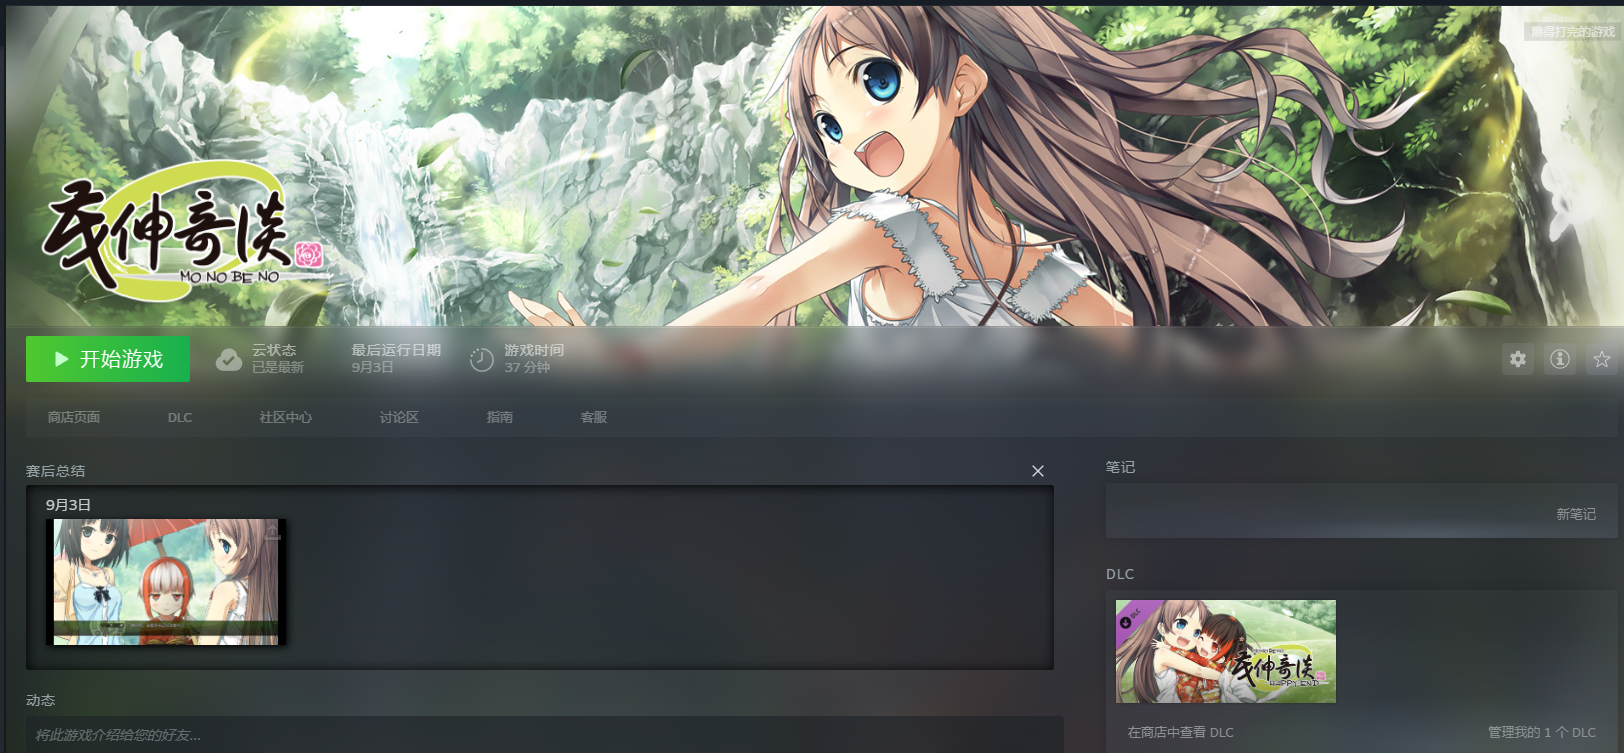 懒得打完的游戏
茂伸奇谈
MO NO BE NO
开始游戏
云状态
已是最新
最后运行日期
9月3日
游戏时间
37 分钟
商店页面
DLC
社区中心
讨论区
指南
客服
赛后总结
9月3日
动态
将此游戏介绍给您的好友...
笔记
新笔记
DLC
DLC
MONO BENO
茂伸奇谈
HAPPY END
在商店中查看 DLC
管理我的 1 个 DLC